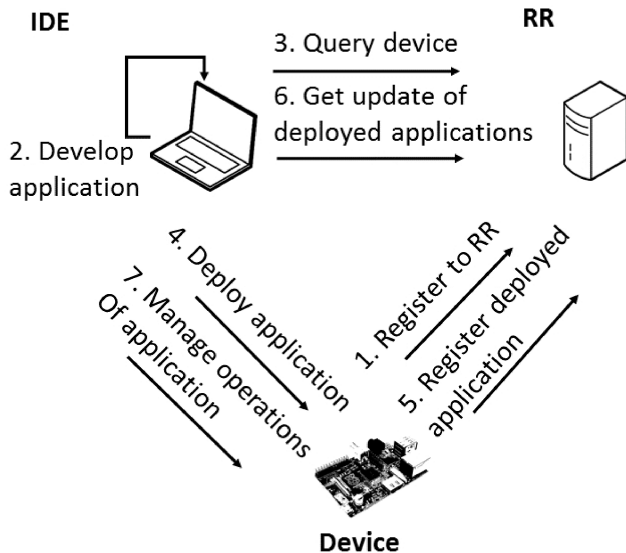 IDE
RR
3. Query device
6. Get update of
deployed applications
2. Develop
application
4. Deploy application
7. Manage operations
Of application
1. Register to RR
5. Register deployed
application
Device